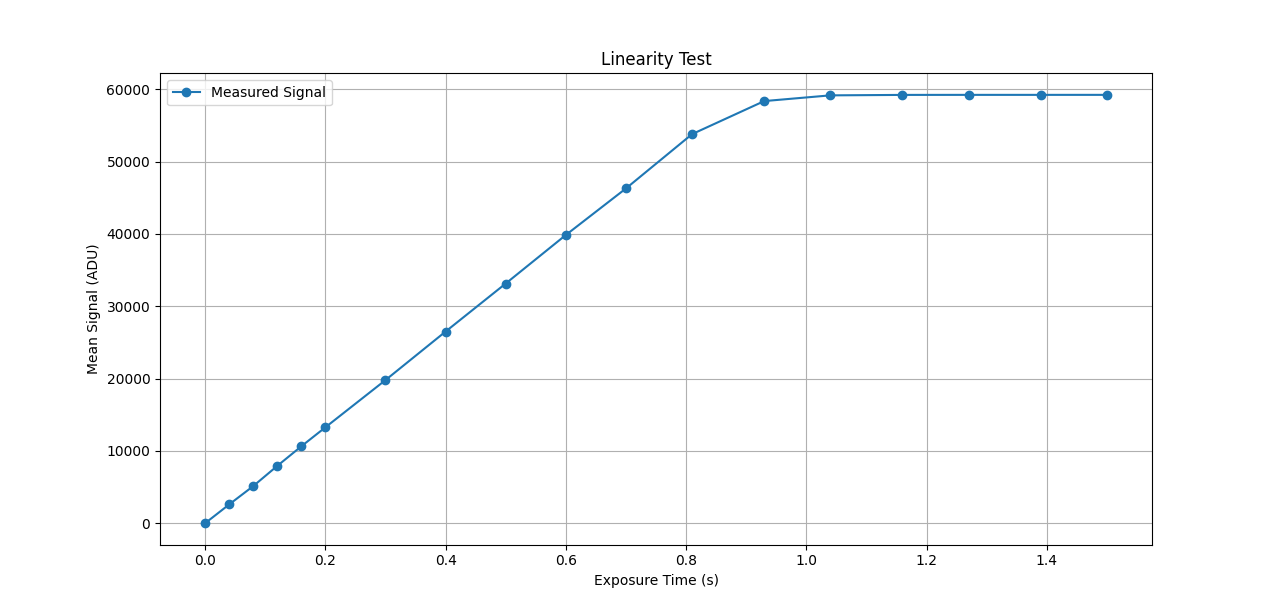 Linearity Test
Measured Signal
Mean Signal (ADU)
60000
50000
40000
30000
20000
10000
0
0.0 0.2 0.4 0.6 0.8 1.0 1.2 1.4
Exposure Time (s)